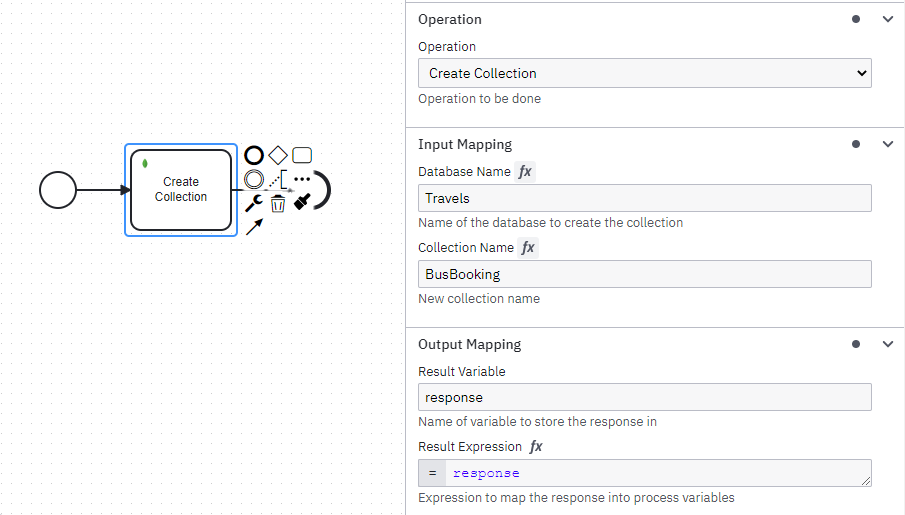 Create
Collection
Operation
Operation
Create Collection
Operation to be done
Input Mapping
Database Name fx
Travels
Name of the database to create the collection
Collection Name fx
BusBooking
New collection name
Output Mapping
Result Variable
response
Name of variable to store the response in
Result Expression fx
= response
Expression to map the response into process variables